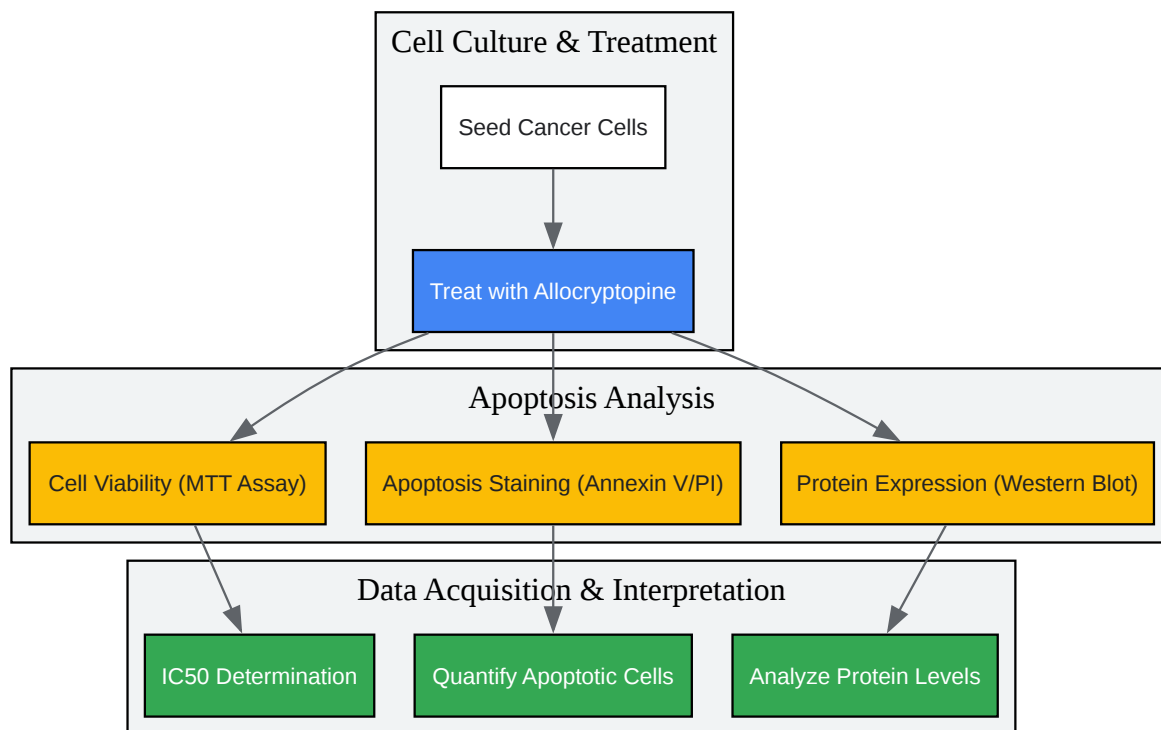 Cell Culture & Treatment
Seed Cancer Cells
Treat with Allocryptopine
Apoptosis Analysis
Cell Viability (MTT Assay)
Apoptosis Staining (Annexin V/PI)
Protein Expression (Western Blot)
Data Acquisition & Interpretation
IC50 Determination
Quantify Apoptotic Cells
Analyze Protein Levels